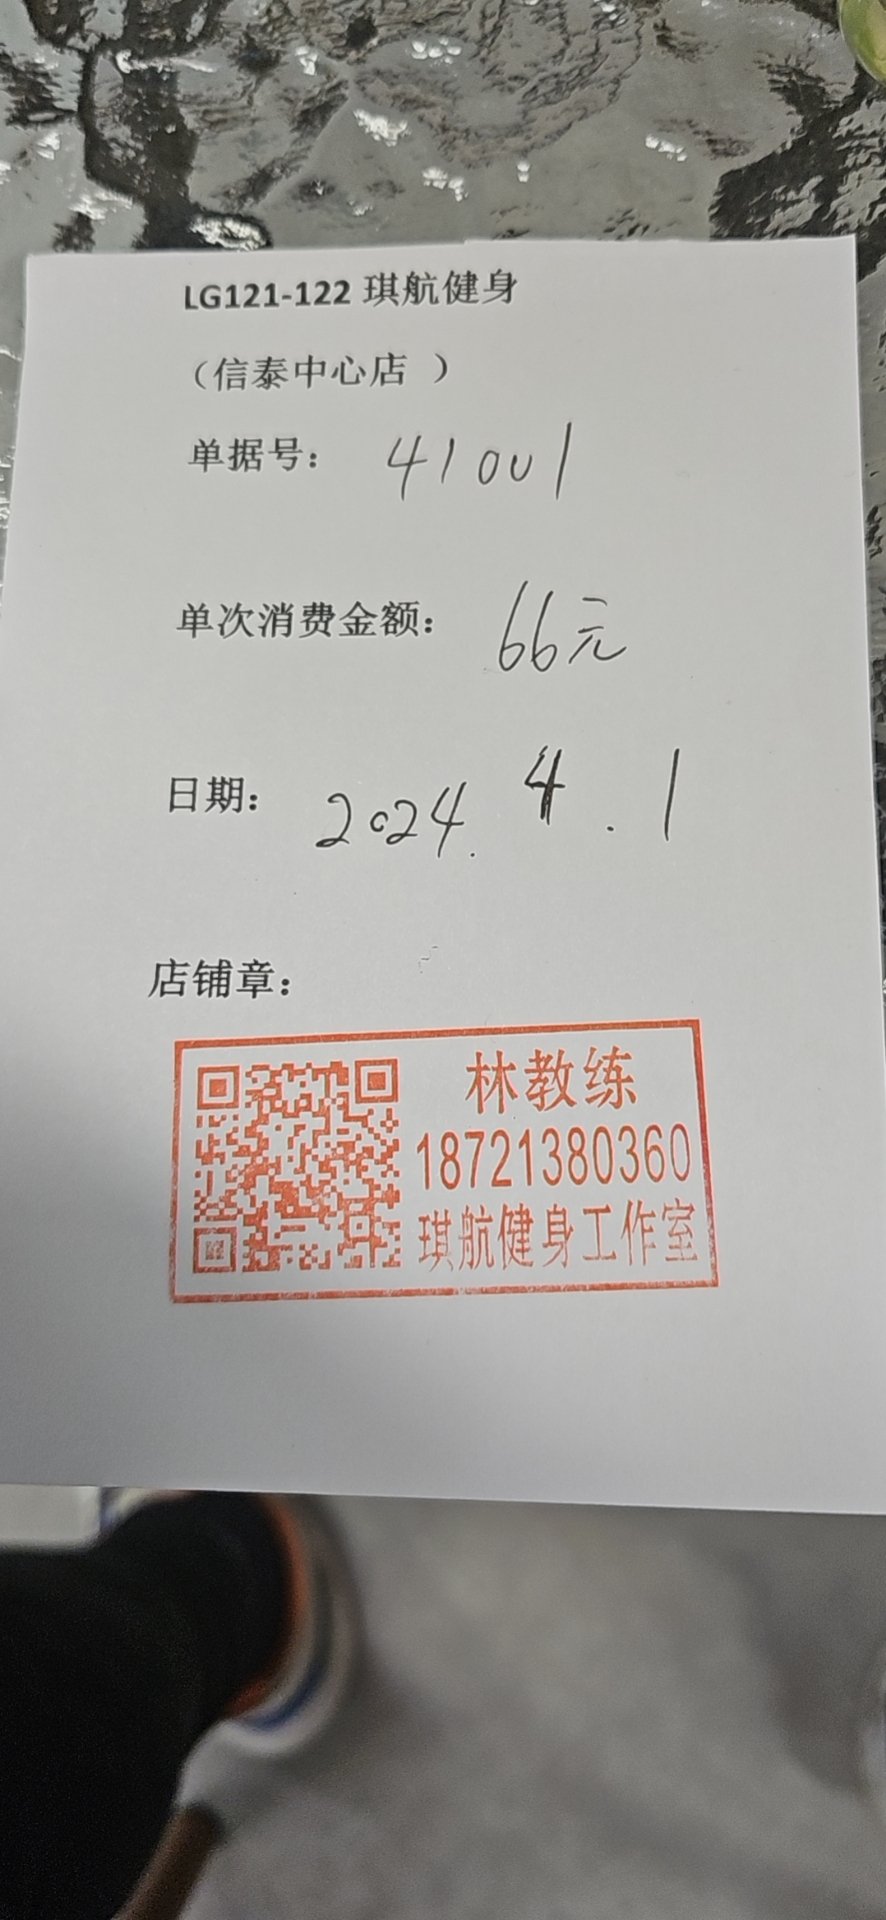 LG121-122 琪航健身
（信泰中心店 ）
单据号： 41001
单次消费金额： 66元
日期： 2024. 4 . 1
店铺章：
林教练
18721380360
琪航健身工作室